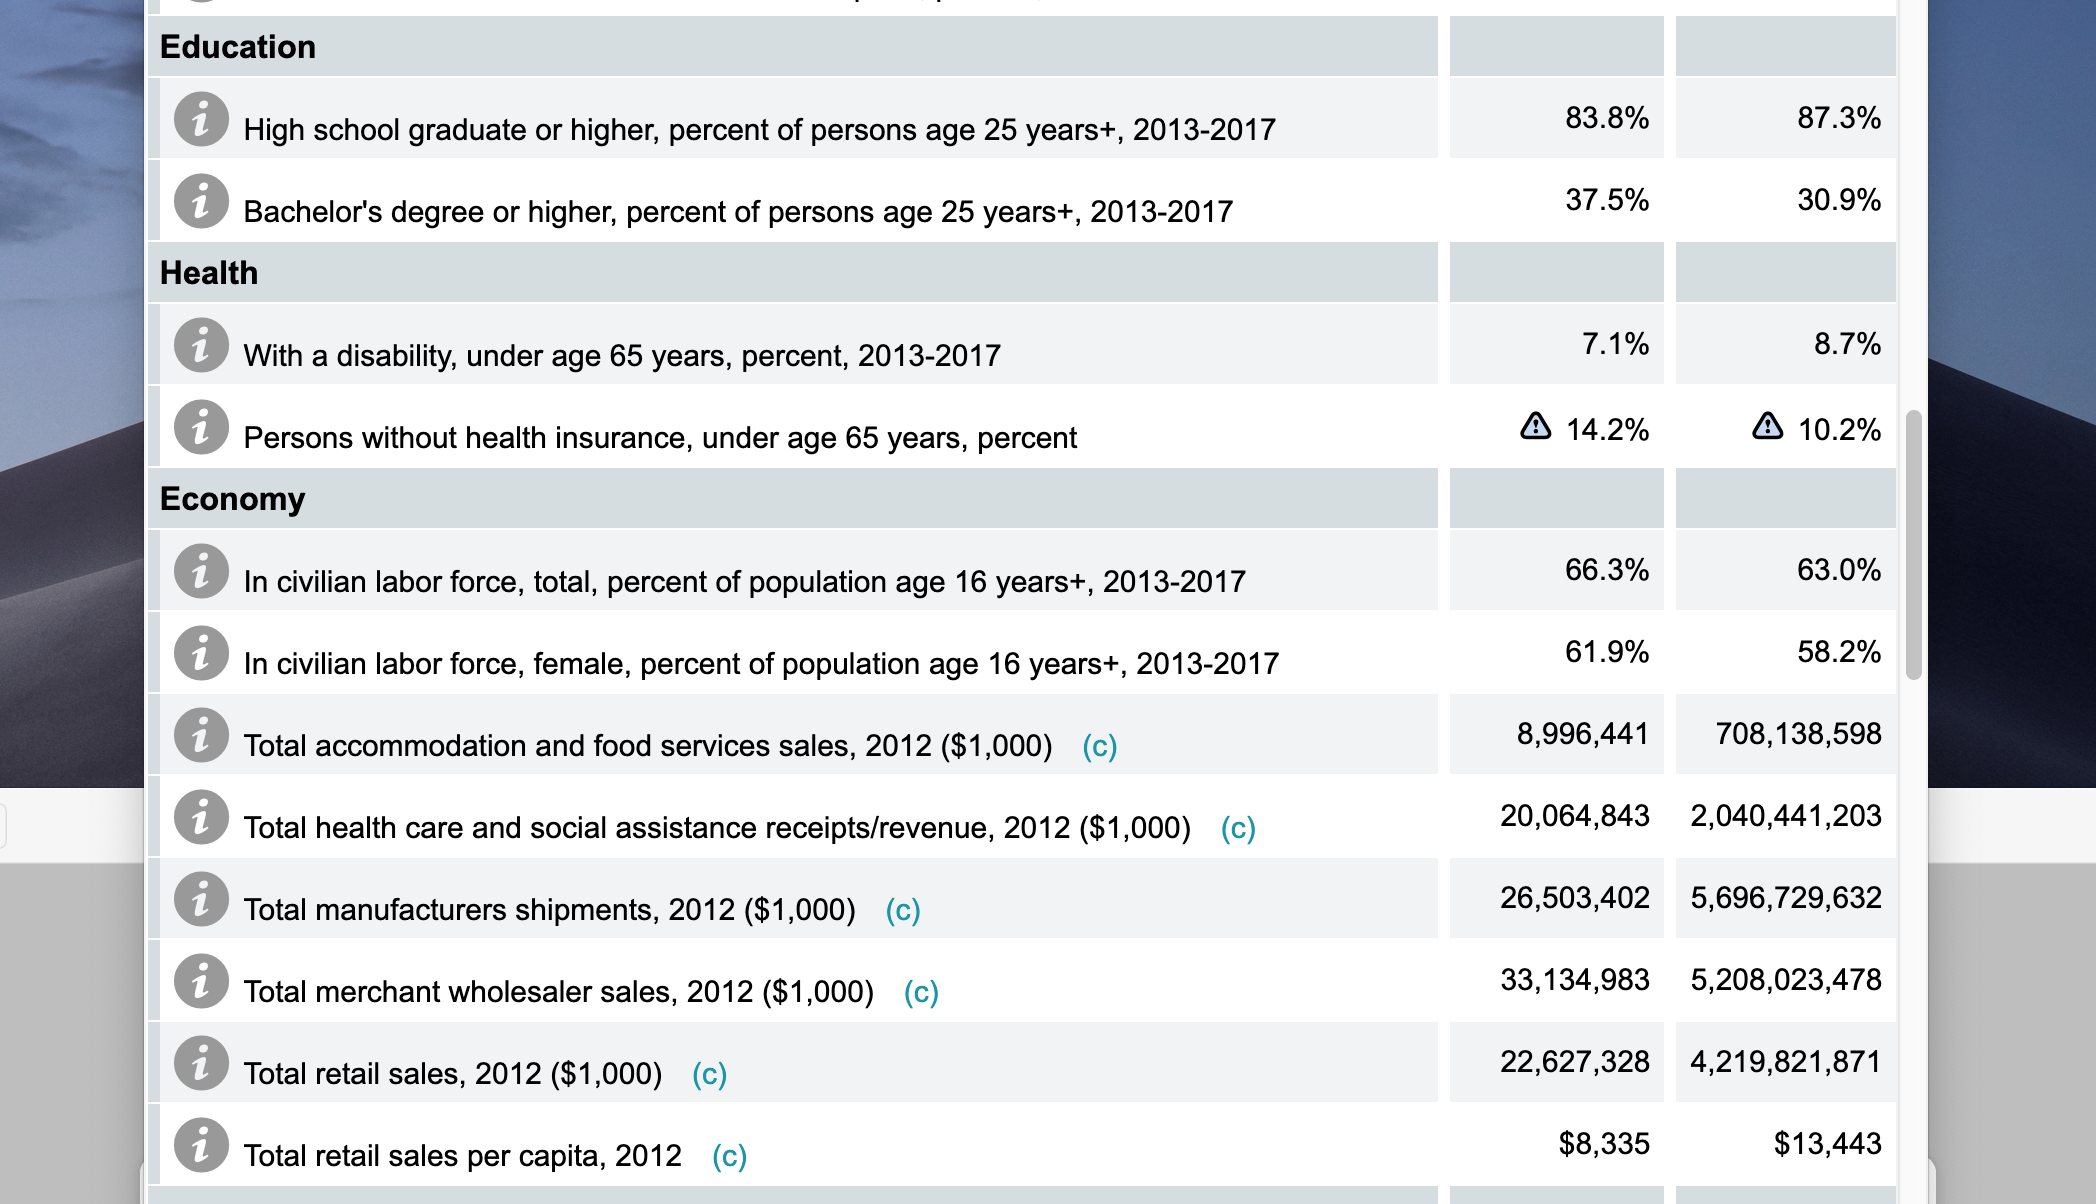 Education
High school graduate or higher, percent of persons age 25 years+, 2013-2017 83.8% 87.3%
Bachelor's degree or higher, percent of persons age 25 years+, 2013-2017 37.5% 30.9%
Health
With a disability, under age 65 years, percent, 2013-2017 7.1% 8.7%
Persons without health insurance, under age 65 years, percent 14.2% 10.2%
Economy
In civilian labor force, total, percent of population age 16 years+, 2013-2017 66.3% 63.0%
In civilian labor force, female, percent of population age 16 years+, 2013-2017 61.9% 58.2%
Total accommodation and food services sales, 2012 ($1,000) (c) 8,996,441 708,138,598
Total health care and social assistance receipts/revenue, 2012 ($1,000) (c) 20,064,843 2,040,441,203
Total manufacturers shipments, 2012 ($1,000) (c) 26,503,402 5,696,729,632
Total merchant wholesaler sales, 2012 ($1,000) (c) 33,134,983 5,208,023,478
Total retail sales, 2012 ($1,000) (c) 22,627,328 4,219,821,871
Total retail sales per capita, 2012 (c) $8,335 $13,443